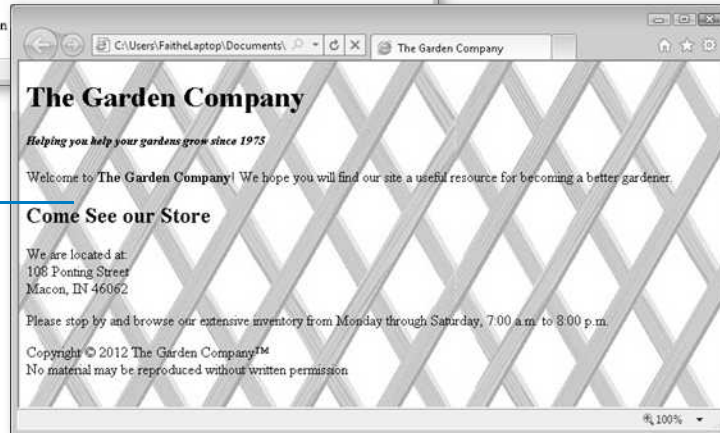 n
C:\Users\FaitheLaptop\Documents\
The Garden Company
The Garden Company
Helping you help your gardens grow since 1975
Welcome to The Garden Company! We hope you will find our site a useful resource for becoming a better gardener.
Come See our Store
We are located at:
108 Ponting Street
Macon, IN 46062
Please stop by and browse our extensive inventory from Monday through Saturday, 7:00 a.m. to 8:00 p.m.
Copyright © 2012 The Garden Company™
No material may be reproduced without written permission
100%